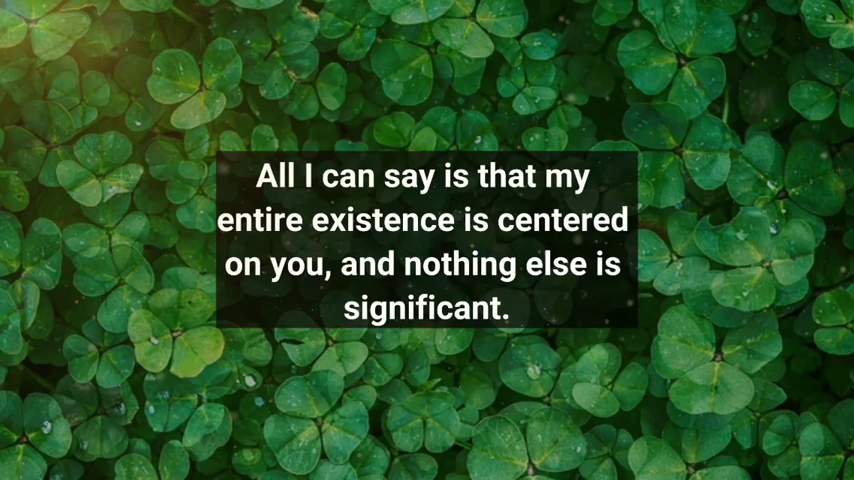 All I can say is that my
entire existence is centered
on you, and nothing else is
significant.